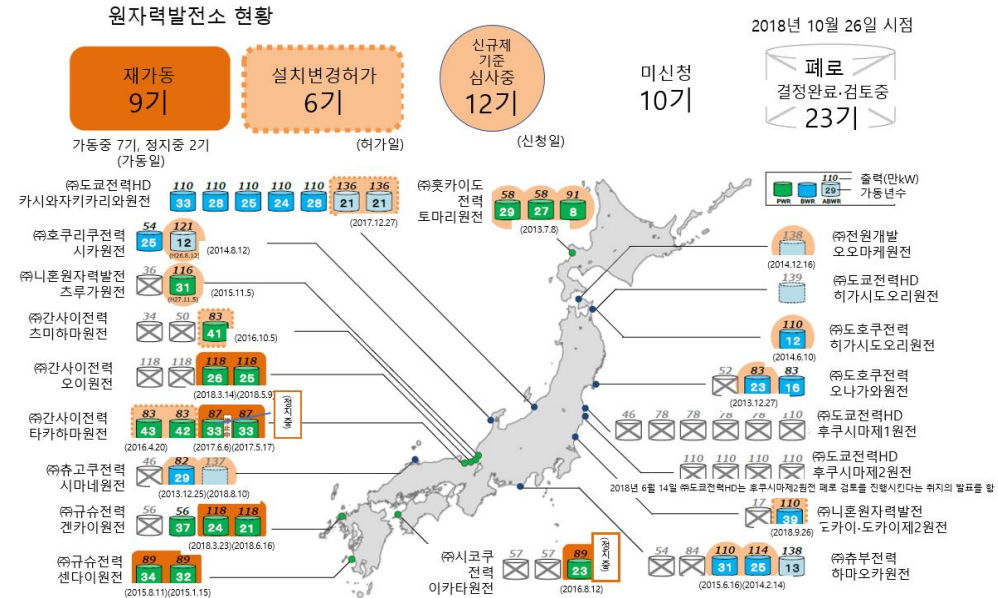 원자력발전소 현황
2018년 10월 26일 시점
재가동
9기
설치변경허가
6기
신규제
기준
심사중
12기
미신청
10기
폐로
결정완료·검토중
23기
가동중 7기, 정지중 2기
(가동일)
(허가일)
(신청일)
110
29
출력(만kW)
가동년수
PWR BWR ABWR
㈜도쿄전력HD
카시와자키카리와원전
110 110 110 110 110 136 136
33 28 25 24 28 21 21
(2017.12.27)
㈜호쿠리쿠전력
시카원전
54 121
25 12
(H26.8.12)
(2014.8.12)
㈜니혼원자력발전
츠루가원전
36 116
31
(H27.11.5)
(2015.11.5)
㈜간사이전력
츠미하마원전
34 50 83
41
(2016.10.5)
㈜간사이전력
오이원전
118 118 118 118
26 25
(2018.3.14)(2018.5.9)
㈜간사이전력
타카하마원전
83 83 87 87
43 42 33 33
(2016.4.20) (2017.6.6)(2017.5.17)
(정지중)
㈜츄고쿠전력
시마네원전
46 82 137
29
(2013.12.25)(2018.8.10)
㈜규슈전력
겐카이원전
56 56 118 118
37 24 21
(2018.3.23)(2018.6.16)
㈜규슈전력
센다이원전
89 89
34 32
(2015.8.11)(2015.1.15)
㈜홋카이도
전력
토마리원전
58 58 91
29 27 8
(2013.7.8)
138
(2014.12.16)
㈜전원개발
오오마케원전
139
㈜도쿄전력HD
히가시도오리원전
110
12
(2014.6.10)
㈜도호쿠전력
히가시도오리원전
52 83 83
23 16
(2013.12.27)
㈜도호쿠전력
오나가와원전
46 78 78 78 78 110
㈜도쿄전력HD
후쿠시마제1원전
110 110 110 110
㈜도쿄전력HD
후쿠시마제2원전
2018년 6월 14일 ㈜도쿄전력HD는 후쿠시마제2원전 폐로 검토를 진행시킨다는 취지의 발표를 함
17 110
39
(2018.9.26)
㈜니혼원자력발전
도카이·도카이제2원전
54 84 110 114 138
31 25 13
(2015.6.16)(2014.2.14)
㈜츄부전력
하마오카원전
㈜시코쿠
전력
이카타원전
57 57 89
23
(2016.8.12)
(정지중)